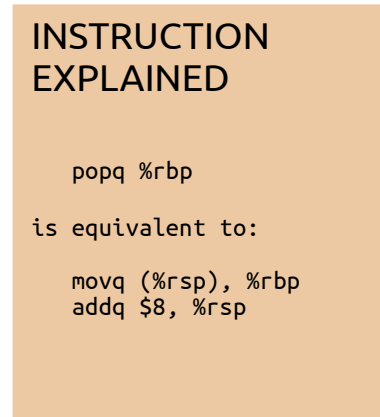 INSTRUCTION
EXPLAINED
popq %rbp
is equivalent to:
movq (%rsp), %rbp
addq $8, %rsp